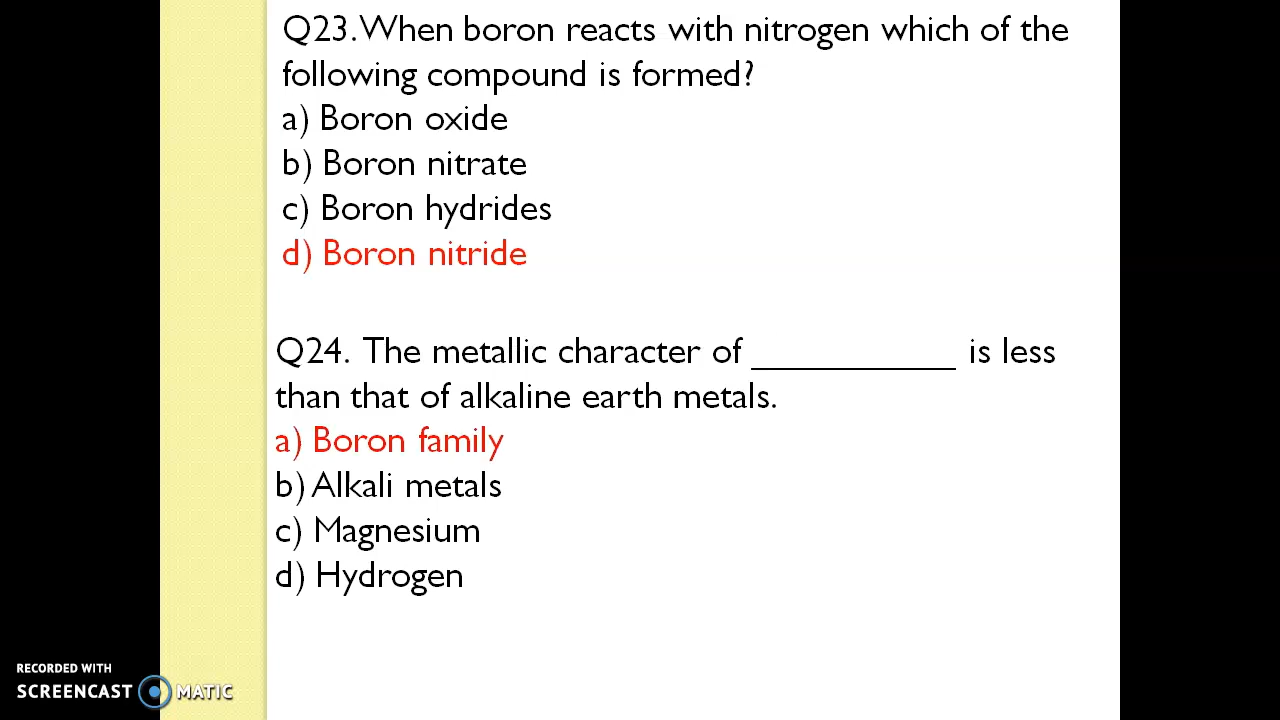 Q23. When boron reacts with nitrogen which of the
following compound is formed?
a) Boron oxide
b) Boron nitrate
c) Boron hydrides
d) Boron nitride
Q24. The metallic character of ___________ is less
than that of alkaline earth metals.
a) Boron family
b) Alkali metals
c) Magnesium
d) Hydrogen
RECORDED WITH
SCREENCAST MATIC